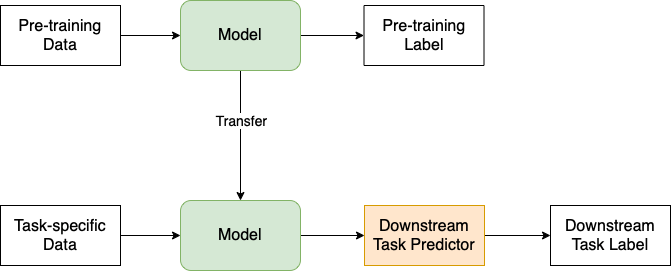 Pre-training
Data
Model
Pre-training
Label
Transfer
Task-specific
Data
Model
Downstream
Task Predictor
Downstream
Task Label